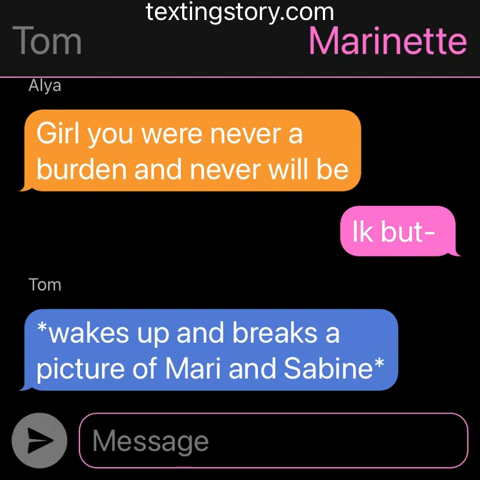 textingstory.com
Tom
Marinette
Alya
Girl you were never a
burden and never will be
Ik but-
Tom
*wakes up and breaks a
picture of Mari and Sabine*
Message